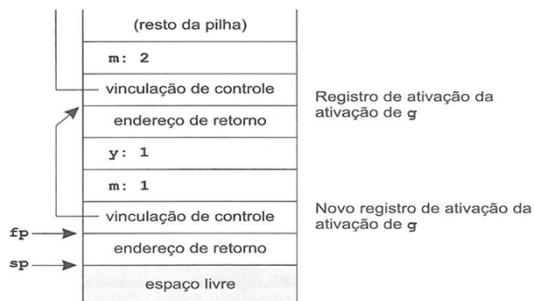 (resto da pilha)
m: 2
vinculação de controle
endereço de retorno
Registro de ativação da
ativação de g
y: 1
m: 1
vinculação de controle
Novo registro de ativação da
ativação de g
fp
endereço de retorno
sp
espaço livre